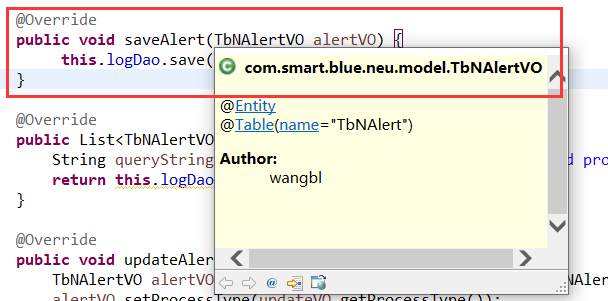 @Override
public void saveAlert(TbNAlertVO alertVO) {
this.logDao.save(
}
com.smart.blue.neu.model.TbNAlertVO
@Entity
@Table(name="TbNAlert")
Author:
wangbl
@Override
public List<TbNAlertVO
String queryString
d pro
return this.logDao
}
@Override
public void updateAler
TbNAlertVO alertVO
NAle
alertVO.setProcessType(updateVO.getProcessType());